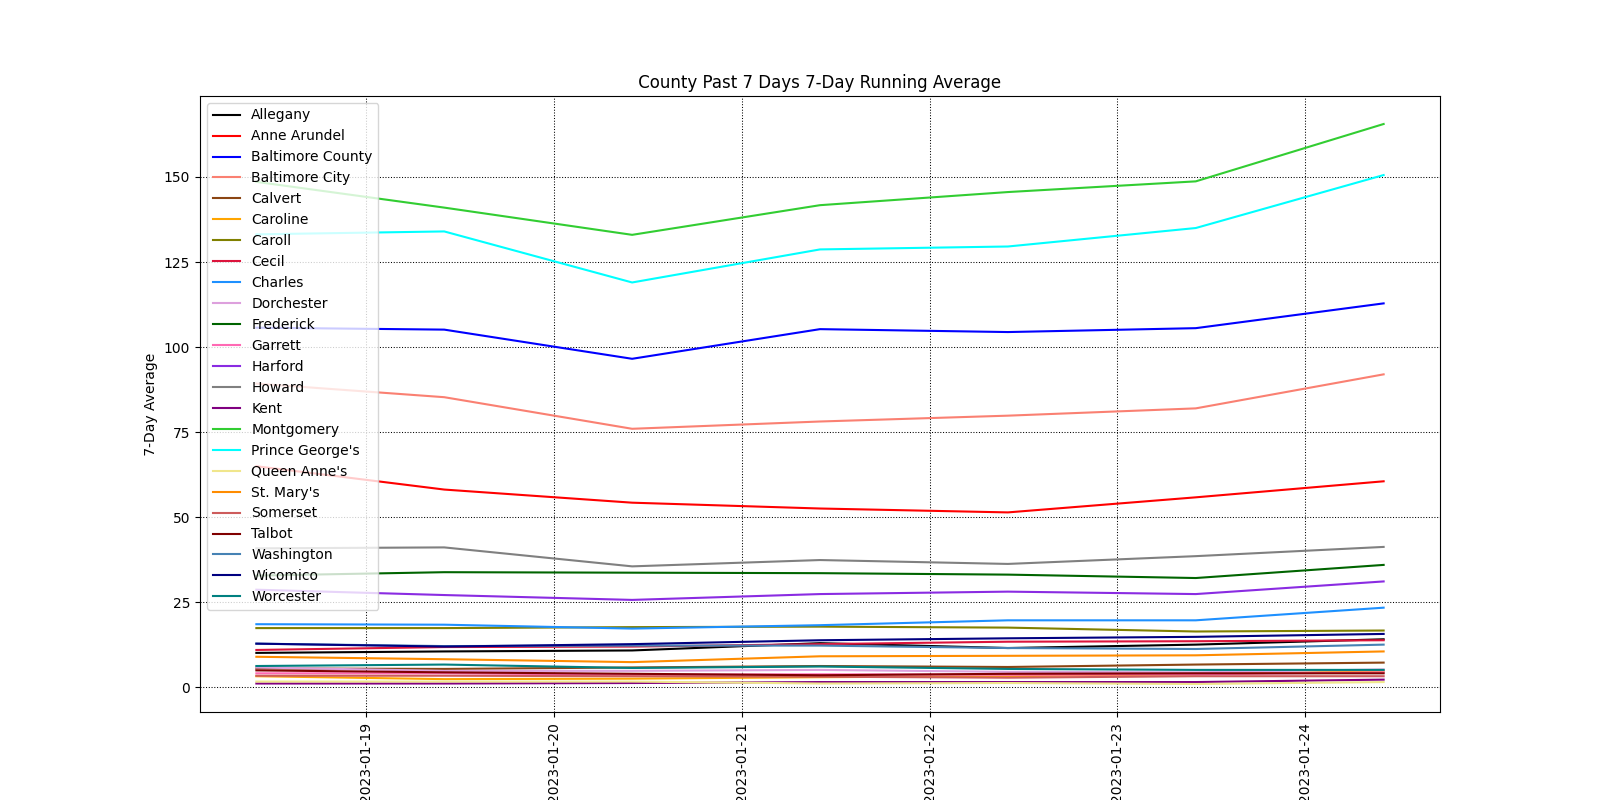 County Past 7 Days 7-Day Running Average
7-Day Average
150
125
100
75
50
25
0
Allegany
Anne Arundel
Baltimore County
Baltimore City
Calvert
Caroline
Caroll
Cecil
Charles
Dorchester
Frederick
Garrett
Harford
Howard
Kent
Montgomery
Prince George's
Queen Anne's
St. Mary's
Somerset
Talbot
Washington
Wicomico
Worcester
2023-01-19
2023-01-20
2023-01-21
2023-01-22
2023-01-23
2023-01-24